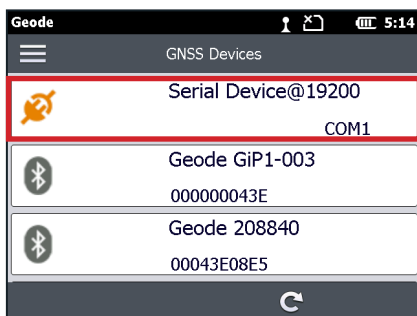 Geode 5:14
GNSS Devices
Serial Device@19200
COM1
Geode GiP1-003
000000043E
Geode 208840
00043E08E5